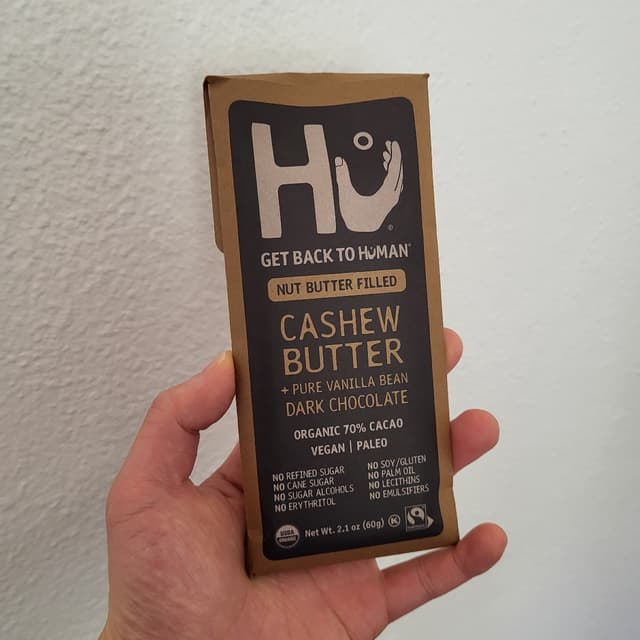 Hu
®
GET BACK TO HUMAN
NUT BUTTER FILLED
CASHEW
BUTTER
+ PURE VANILLA BEAN
DARK CHOCOLATE
ORGANIC 70% CACAO
VEGAN | PALEO
NO REFINED SUGAR
NO CANE SUGAR
NO SUGAR ALCOHOLS
NO ERYTHRITOL
NO SOY/GLUTEN
NO PALM OIL
NO LECITHINS
NO EMULSIFIERS
USDA
ORGANIC
Net Wt. 2.1 oz (60g) K